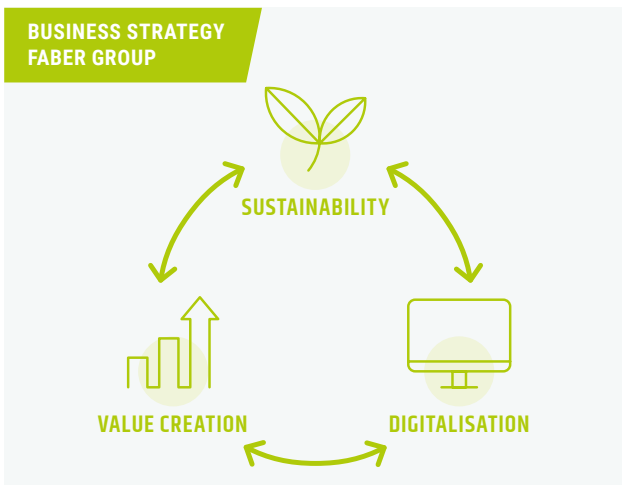 BUSINESS STRATEGY
FABER GROUP
SUSTAINABILITY
VALUE CREATION
DIGITALISATION